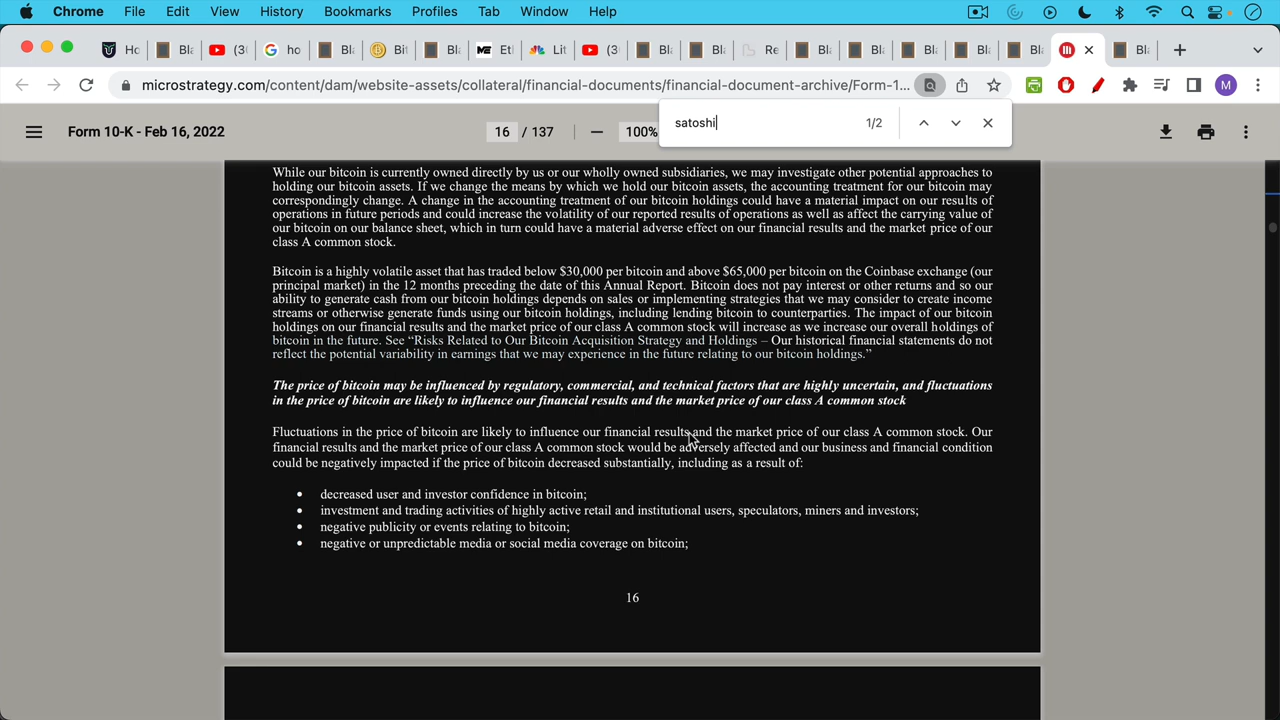 Chrome File Edit View History Bookmarks Profiles Tab Window Help
Ho Bla (3( ho Bla Bit Bla Etl Lit (3( Bla Bla Re Bla Bla Bla Bla Bla Bla
microstrategy.com/content/dam/website-assets/collateral/financial-documents/financial-document-archive/Form-1... M
satoshi 1/2
Form 10-K - Feb 16, 2022 16 / 137 100%
While our bitcoin is currently owned directly by us or our wholly owned subsidiaries, we may investigate other potential approaches to
holding our bitcoin assets. If we change the means by which we hold our bitcoin assets, the accounting treatment for our bitcoin may
correspondingly change. A change in the accounting treatment of our bitcoin holdings could have a material impact on our results of
operations in future periods and could increase the volatility of our reported results of operations as well as affect the carrying value of
our bitcoin on our balance sheet, which in turn could have a material adverse effect on our financial results and the market price of our
class A common stock.
Bitcoin is a highly volatile asset that has traded below $30,000 per bitcoin and above $65,000 per bitcoin on the Coinbase exchange (our
principal market) in the 12 months preceding the date of this Annual Report. Bitcoin does not pay interest or other returns and so our
ability to generate cash from our bitcoin holdings depends on sales or implementing strategies that we may consider to create income
streams or otherwise generate funds using our bitcoin holdings, including lending bitcoin to counterparties. The impact of our bitcoin
holdings on our financial results and the market price of our class A common stock will increase as we increase our overall holdings of
bitcoin in the future. See “Risks Related to Our Bitcoin Acquisition Strategy and Holdings – Our historical financial statements do not
reflect the potential variability in earnings that we may experience in the future relating to our bitcoin holdings.”
The price of bitcoin may be influenced by regulatory, commercial, and technical factors that are highly uncertain, and fluctuations
in the price of bitcoin are likely to influence our financial results and the market price of our class A common stock
Fluctuations in the price of bitcoin are likely to influence our financial results and the market price of our class A common stock. Our
financial results and the market price of our class A common stock would be adversely affected and our business and financial condition
could be negatively impacted if the price of bitcoin decreased substantially, including as a result of:
• decreased user and investor confidence in bitcoin;
• investment and trading activities of highly active retail and institutional users, speculators, miners and investors;
• negative publicity or events relating to bitcoin;
• negative or unpredictable media or social media coverage on bitcoin;
16